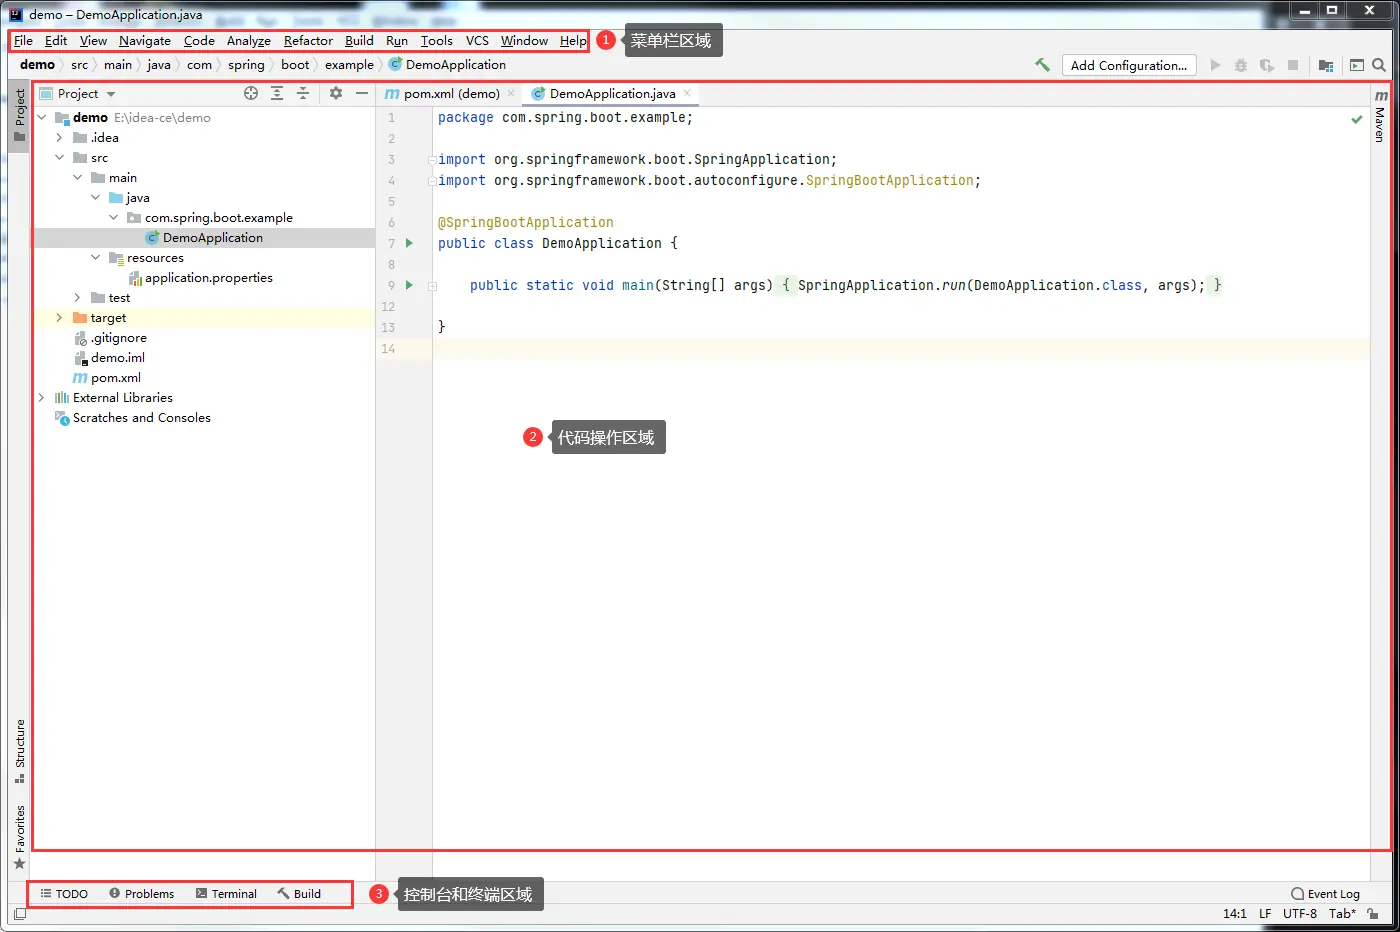 demo – DemoApplication.java
File Edit View Navigate Code Analyze Refactor Build Run Tools VCS Window Help 1 菜单栏区域
demo src main java com spring boot example DemoApplication Add Configuration...
Project
Project
pom.xml (demo) DemoApplication.java
Maven
demo E:\idea-ce\demo
.idea
src
main
java
com.spring.boot.example
DemoApplication
resources
application.properties
test
target
.gitignore
demo.iml
pom.xml
External Libraries
Scratches and Consoles
1 package com.spring.boot.example;
2
3 import org.springframework.boot.SpringApplication;
4 import org.springframework.boot.autoconfigure.SpringBootApplication;
5
6 @SpringBootApplication
7 public class DemoApplication {
8
9 public static void main(String[] args) { SpringApplication.run(DemoApplication.class, args); }
12
13 }
14
2 代码操作区域
Structure
Favorites
TODO Problems Terminal Build 3 控制台和终端区域 Event Log
14:1 LF UTF-8 Tab*